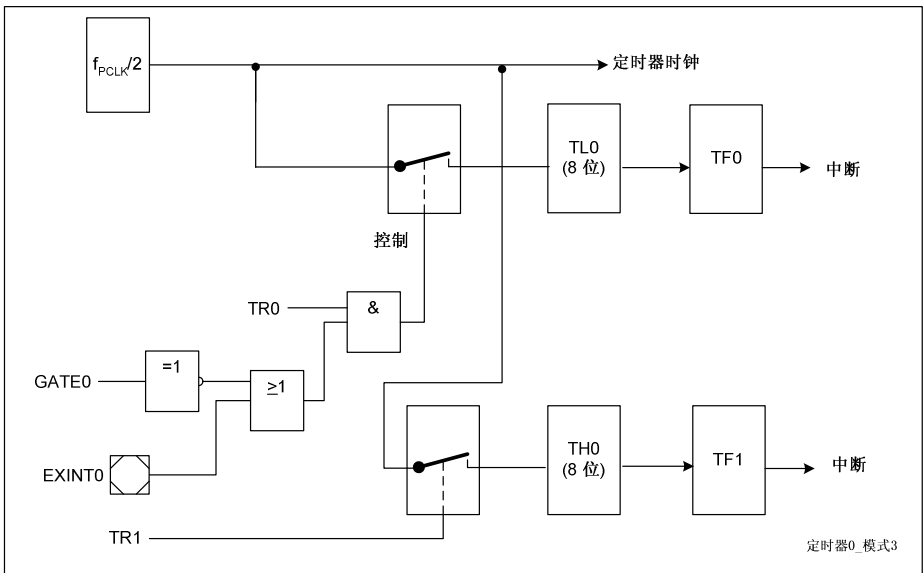 fPCLK/2
定时器时钟
TL0
(8 位)
TF0
中断
控制
TR0
&
=1
GATE0
≥1
EXINT0
TH0
(8 位)
TF1
中断
TR1
定时器0_模式3